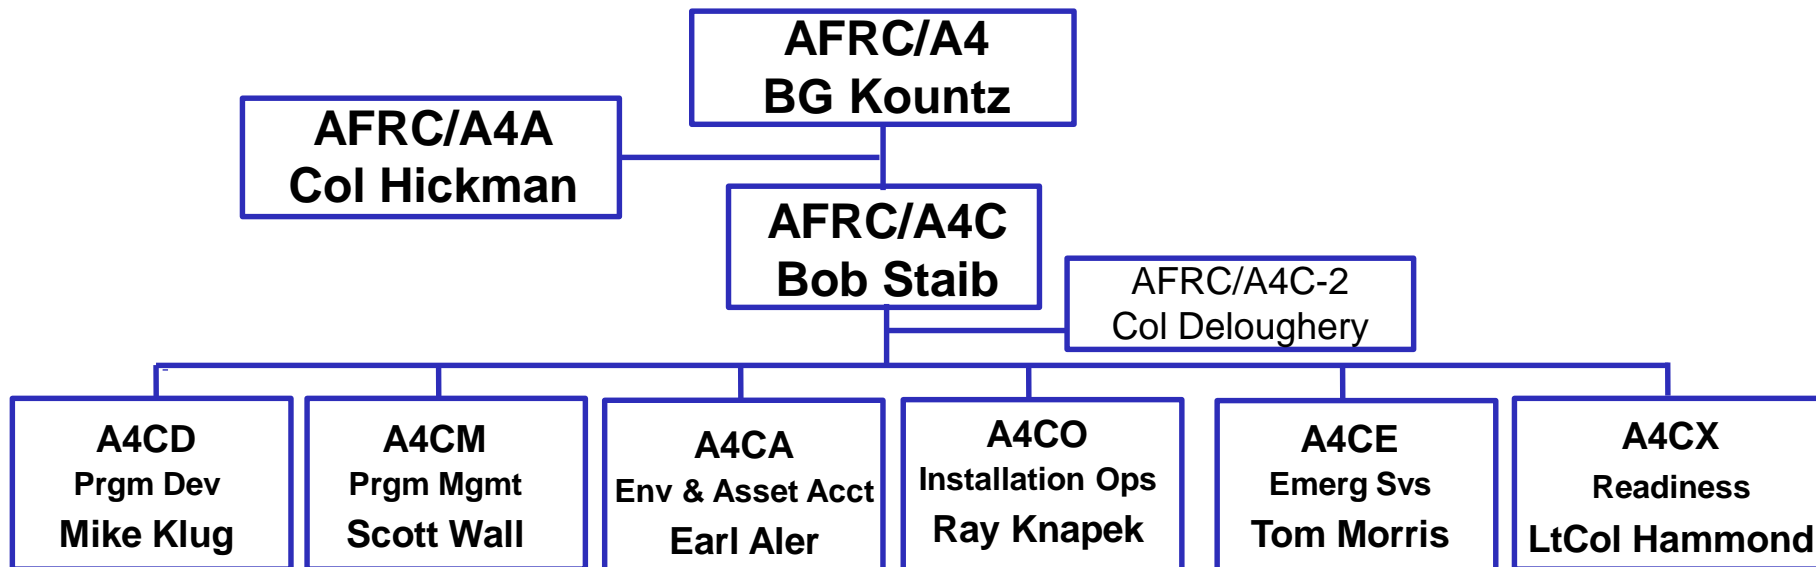 AFRC/A4
BG Kountz
AFRC/A4A
Col Hickman
AFRC/A4C
Bob Staib
AFRC/A4C-2
Col Deloughery
A4CD
Prgm Dev
Mike Klug
A4CM
Prgm Mgmt
Scott Wall
A4CA
Env & Asset Acct
Earl Aler
A4CO
Installation Ops
Ray Knapek
A4CE
Emerg Svs
Tom Morris
A4CX
Readiness
LtCol Hammond